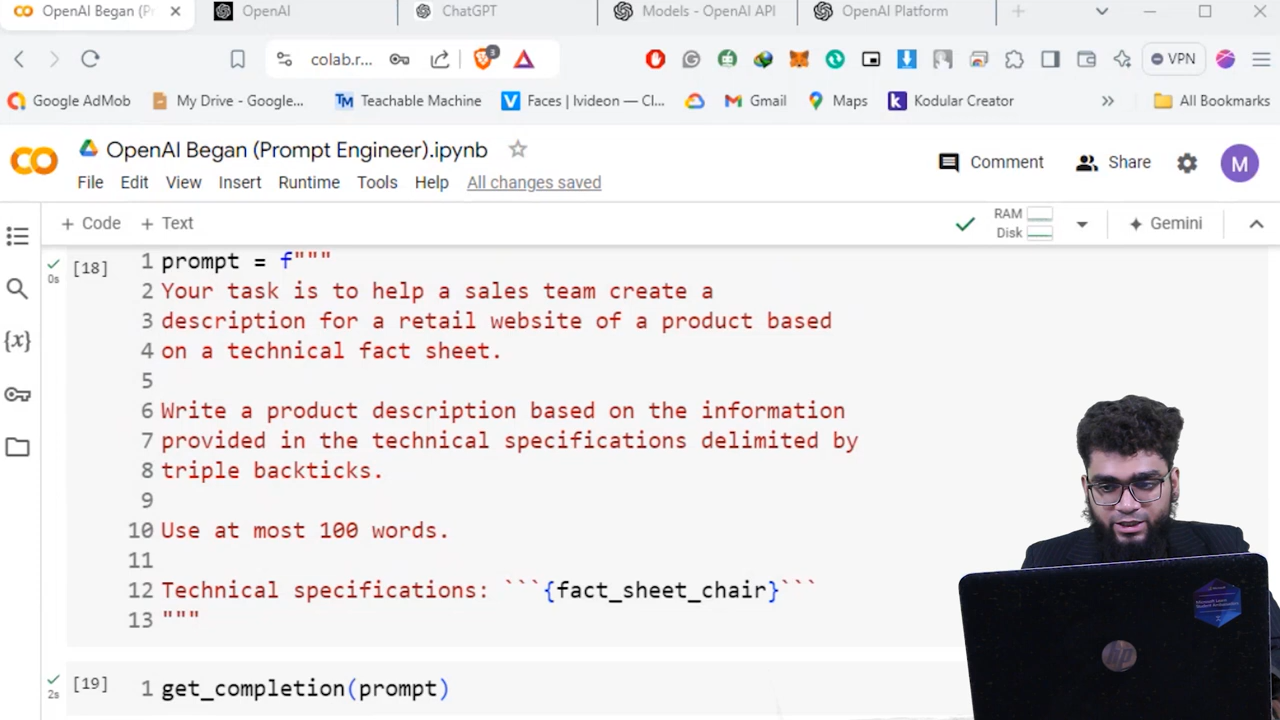 OpenAI Began (Pr
OpenAI
ChatGPT
Models - OpenAI API
OpenAI Platform
colab.r...
3
VPN
Google AdMob
My Drive - Google...
TM
Teachable Machine
Faces | Ivideon — Cl...
Gmail
Maps
Kodular Creator
All Bookmarks
OpenAI Began (Prompt Engineer).ipynb
Comment
Share
M
File Edit View Insert Runtime Tools Help All changes saved
+ Code + Text
RAM
Disk
Gemini
[18]
0s
1 prompt = f"""
2 Your task is to help a sales team create a
3 description for a retail website of a product based
4 on a technical fact sheet.
5
6 Write a product description based on the information
7 provided in the technical specifications delimited by
8 triple backticks.
9
10 Use at most 100 words.
11
12 Technical specifications: ```{fact_sheet_chair}```
13 """
{x}
[19]
2s
1 get_completion(prompt)
hp